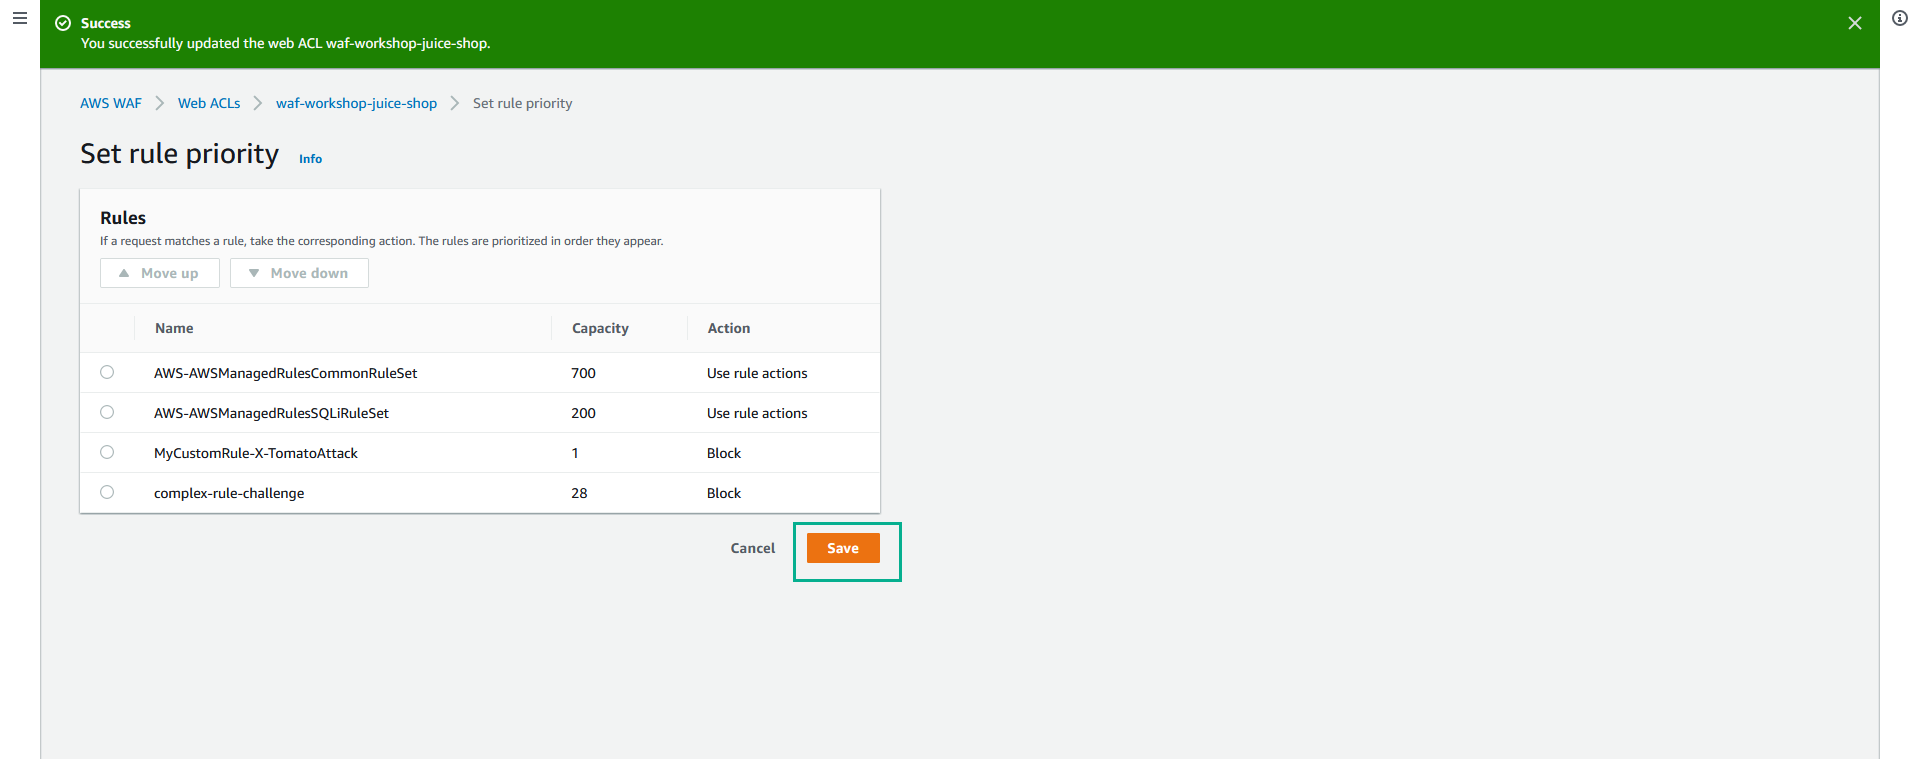 Success
You successfully updated the web ACL waf-workshop-juice-shop.
AWS WAF > Web ACLs > waf-workshop-juice-shop > Set rule priority
Set rule priority Info
Rules
If a request matches a rule, take the corresponding action. The rules are prioritized in order they appear.
Move up Move down
Name Capacity Action
AWS-AWSManagedRulesCommonRuleSet 700 Use rule actions
AWS-AWSManagedRulesSQLiRuleSet 200 Use rule actions
MyCustomRule-X-TomatoAttack 1 Block
complex-rule-challenge 28 Block
Cancel Save